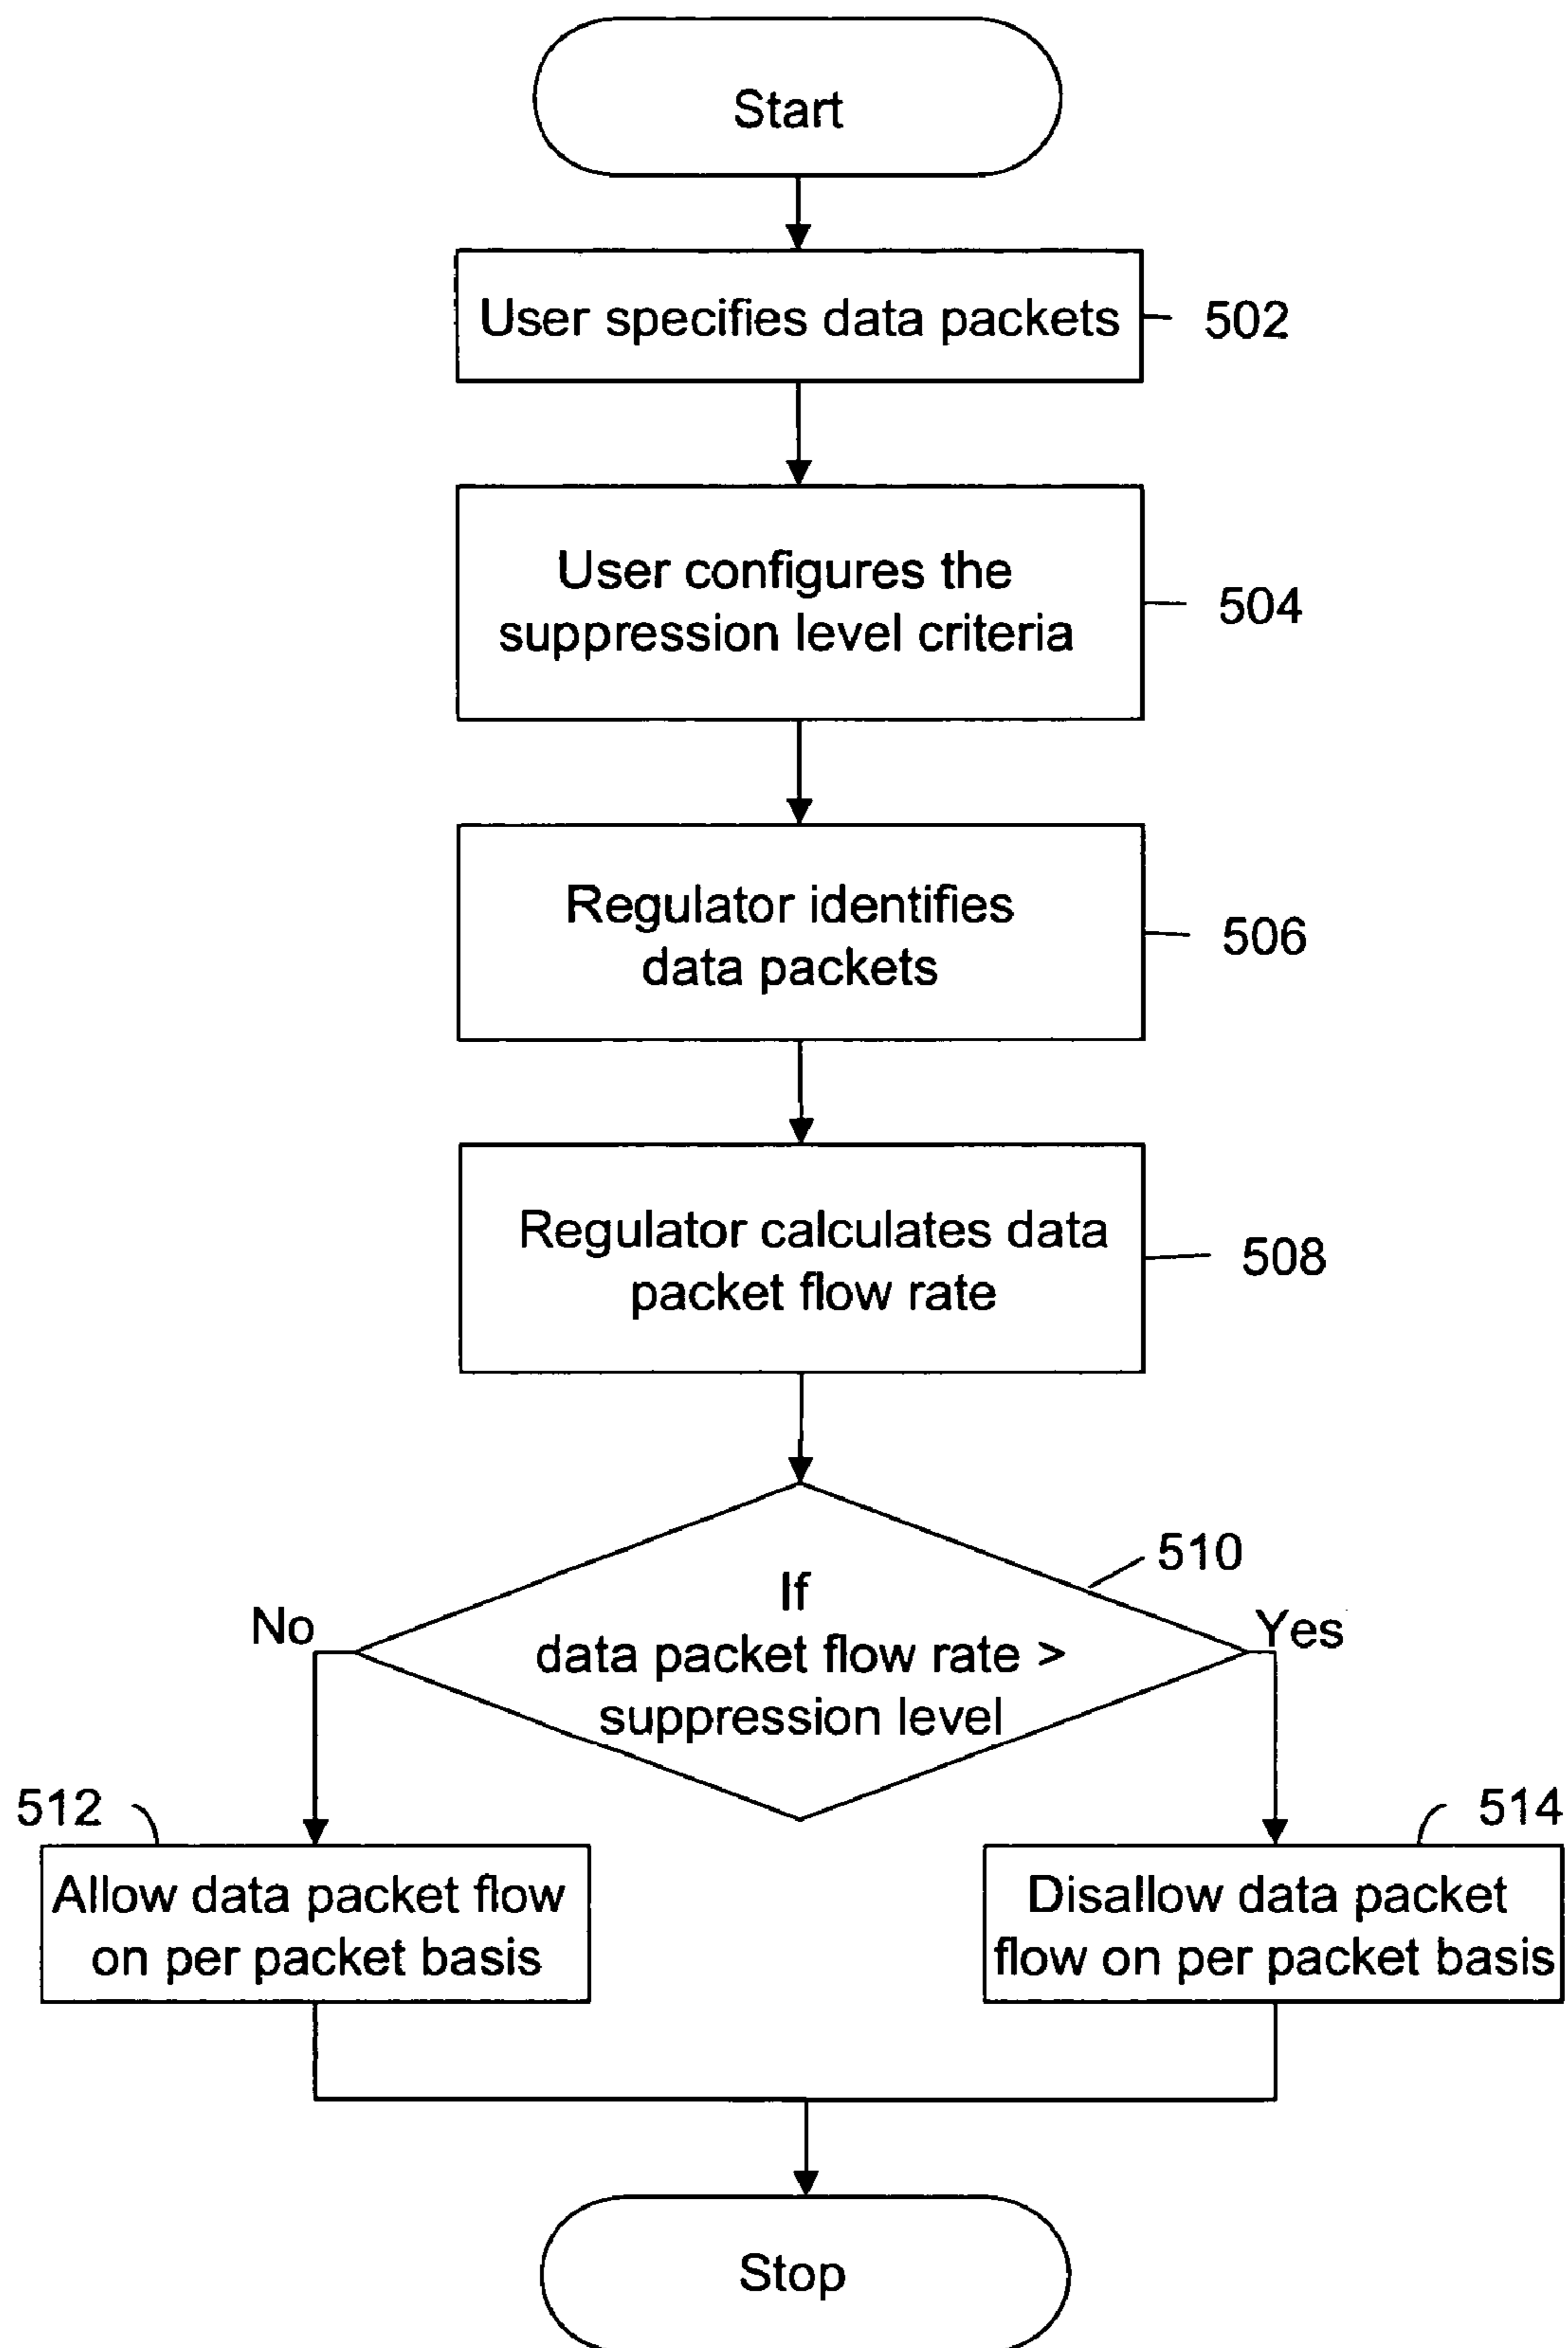 Start
User specifies data packets
502
User configures the
suppression level criteria
504
Regulator identifies
data packets
506
Regulator calculates data
packet flow rate
508
510
If
data packet flow rate >
suppression level
No
Yes
512
Allow data packet flow
on per packet basis
514
Disallow data packet
flow on per packet basis
Stop